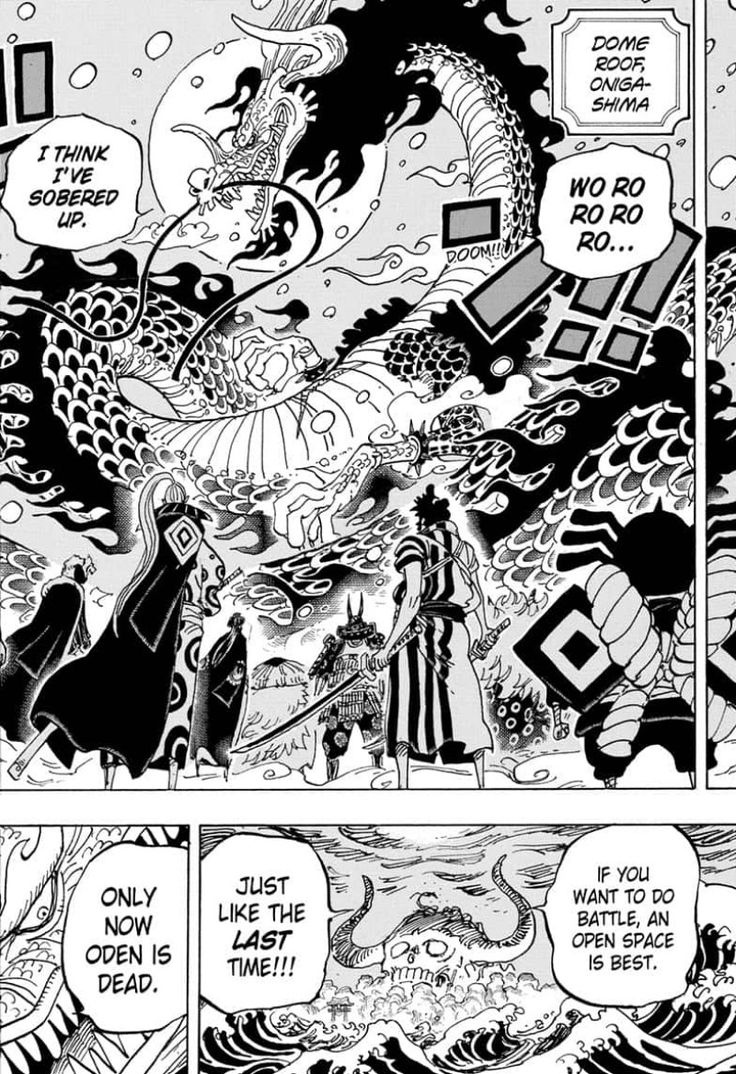 DOME
ROOF,
ONIGA-
SHIMA
WO RO
RO RO
RO...
DOOM!!
I THINK
I'VE
SOBERED
UP.
IF YOU
WANT TO DO
BATTLE, AN
OPEN SPACE
IS BEST.
JUST
LIKE THE
LAST
TIME!!!
ONLY
NOW
ODEN IS
DEAD.